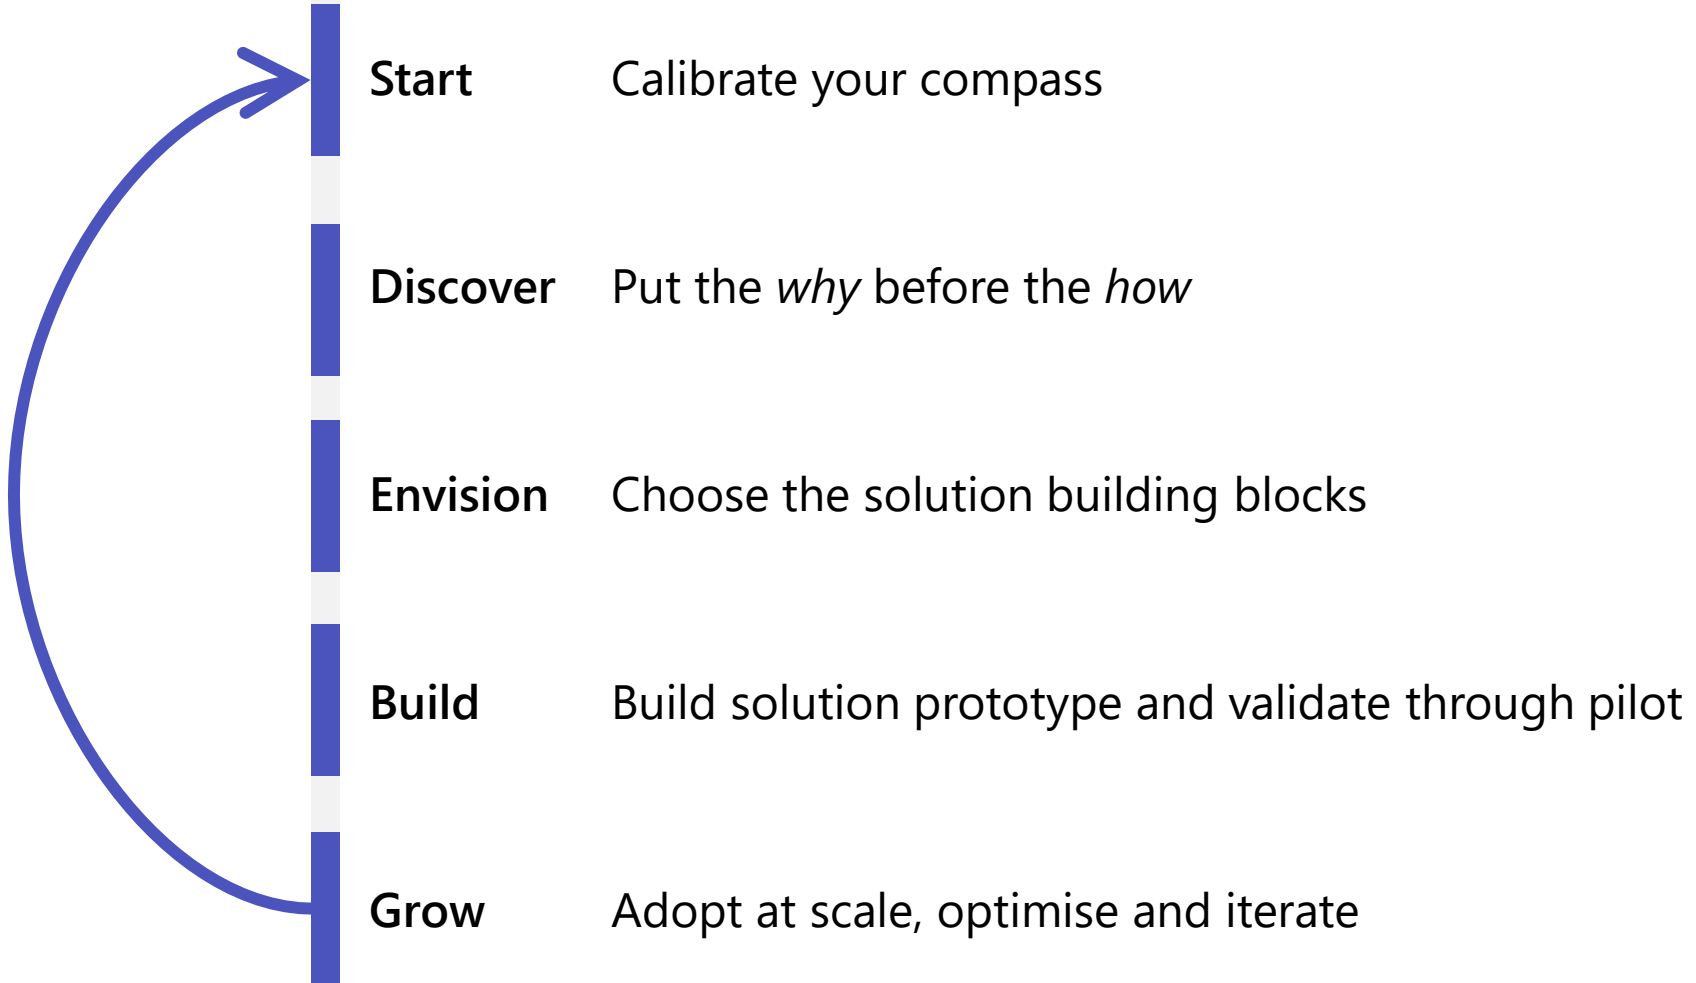 Start Calibrate your compass
Discover Put the why before the how
Envision Choose the solution building blocks
Build Build solution prototype and validate through pilot
Grow Adopt at scale, optimise and iterate